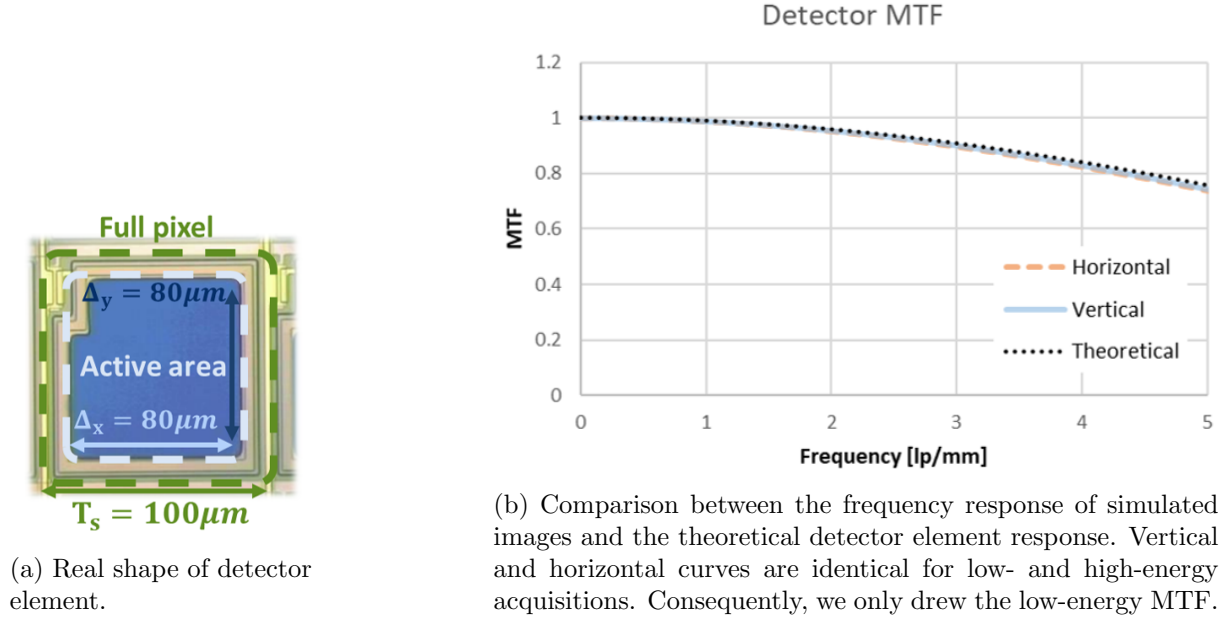 Full pixel
Δy = 80μm
Active area
Δx = 80μm
Ts = 100μm
(a) Real shape of detector
element.
Detector MTF
1.2
1
0.8
0.6
0.4
0.2
0
MTF
0 1 2 3 4 5
Frequency [lp/mm]
Horizontal
Vertical
Theoretical
(b) Comparison between the frequency response of simulated
images and the theoretical detector element response. Vertical
and horizontal curves are identical for low- and high-energy
acquisitions. Consequently, we only drew the low-energy MTF.